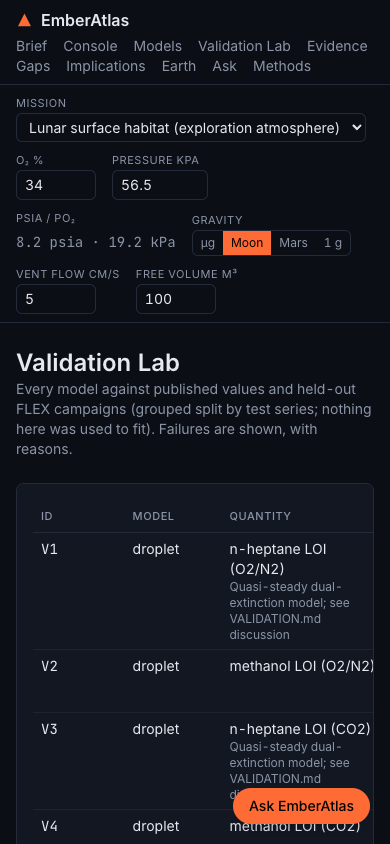 EmberAtlas
Brief Console Models Validation Lab Evidence
Gaps Implications Earth Ask Methods
MISSION
Lunar surface habitat (exploration atmosphere)
O₂ % PRESSURE KPA
34 56.5
PSIA / PO₂ GRAVITY
8.2 psia · 19.2 kPa µg Moon Mars 1 g
VENT FLOW CM/S FREE VOLUME M³
5 100
Validation Lab
Every model against published values and held-out
FLEX campaigns (grouped split by test series; nothing
here was used to fit). Failures are shown, with
reasons.
ID MODEL QUANTITY
V1 droplet n-heptane LOI
(O2/N2)
Quasi-steady dual-
extinction model; see
VALIDATION.md
discussion
V2 droplet methanol LOI (O2/N2)
V3 droplet n-heptane LOI (CO2)
Quasi-steady dual-
extinction model; see
VALIDATION.md
Ask EmberAtlas
V4 droplet methanol LOI (CO2)